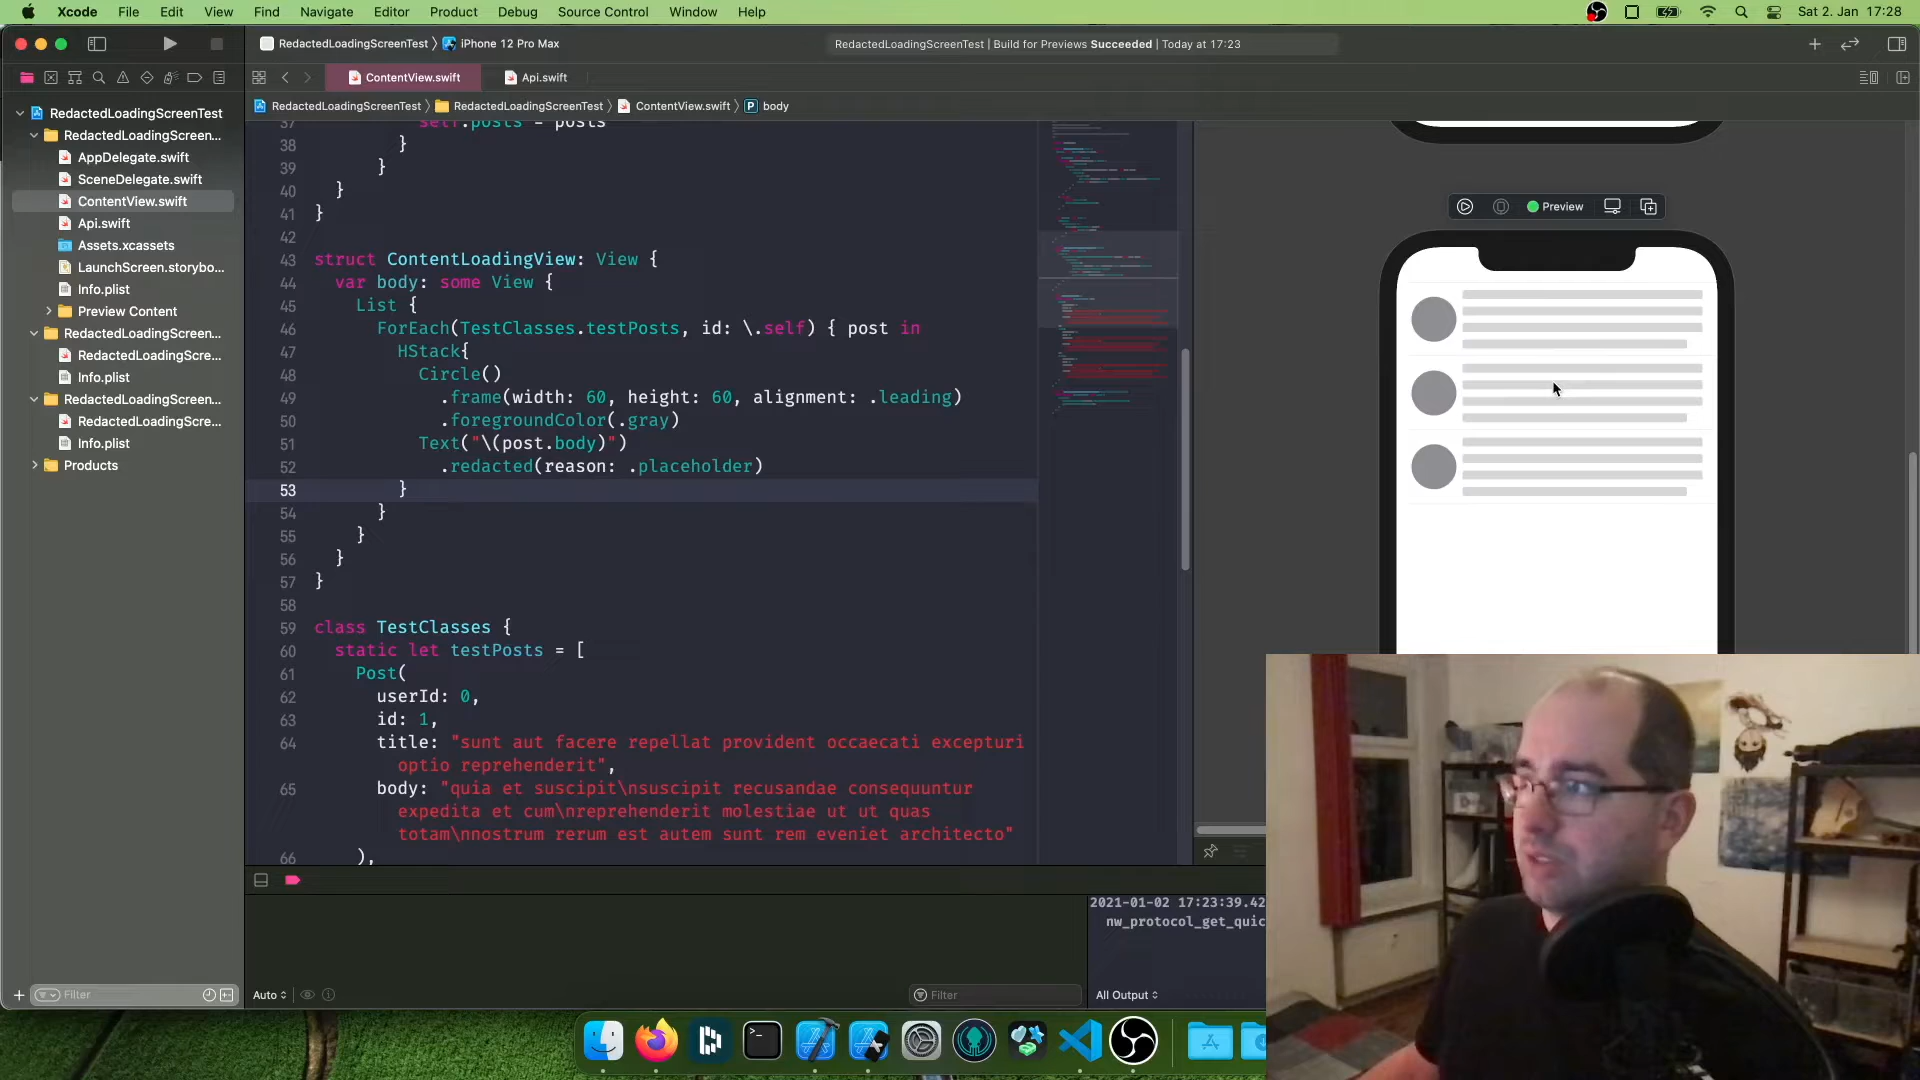 Xcode File Edit View Find Navigate Editor Product Debug Source Control Window Help
Sat 2. Jan 17:28
RedactedLoadingScreenTest
iPhone 12 Pro Max
RedactedLoadingScreenTest | Build for Previews Succeeded | Today at 17:23
ContentView.swift
Api.swift
RedactedLoadingScreenTest
RedactedLoadingScreenTest
ContentView.swift
P
body
RedactedLoadingScreenTest
RedactedLoadingScreen...
AppDelegate.swift
SceneDelegate.swift
ContentView.swift
Api.swift
Assets.xcassets
LaunchScreen.storybo...
Info.plist
Preview Content
RedactedLoadingScreen...
RedactedLoadingScre...
Info.plist
RedactedLoadingScreen...
RedactedLoadingScre...
Info.plist
Products
Filter
37 self.posts = posts
38 }
39 }
40 }
41 }
42
43 struct ContentLoadingView: View {
44 var body: some View {
45 List {
46 ForEach(TestClasses.testPosts, id: \.self) { post in
47 HStack{
48 Circle()
49 .frame(width: 60, height: 60, alignment: .leading)
50 .foregroundColor(.gray)
51 Text("\(post.body)")
52 .redacted(reason: .placeholder)
53 }
54 }
55 }
56 }
57 }
58
59 class TestClasses {
60 static let testPosts = [
61 Post(
62 userId: 0,
63 id: 1,
64 title: "sunt aut facere repellat provident occaecati excepturi
optio reprehenderit",
65 body: "quia et suscipit\nsuscipit recusandae consequuntur
expedita et cum\nreprehenderit molestiae ut ut quas
totam\nnostrum rerum est autem sunt rem eveniet architecto"
66 ),
Preview
2021-01-02 17:23:39.42
nw_protocol_get_quic
Auto
Filter
All Output